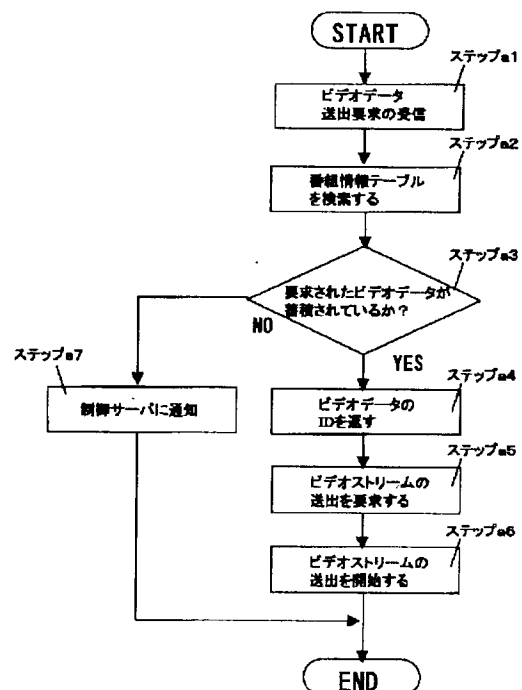 START
ステップa1
ビデオデータ
送出要求の受信
ステップa2
番組情報テーブル
を検索する
ステップa3
要求されたビデオデータが
蓄積されているか？
NO
YES
ステップa7
制御サーバに通知
ステップa4
ビデオデータの
IDを返す
ステップa5
ビデオストリームの
送出を要求する
ステップa6
ビデオストリームの
送出を開始する
END